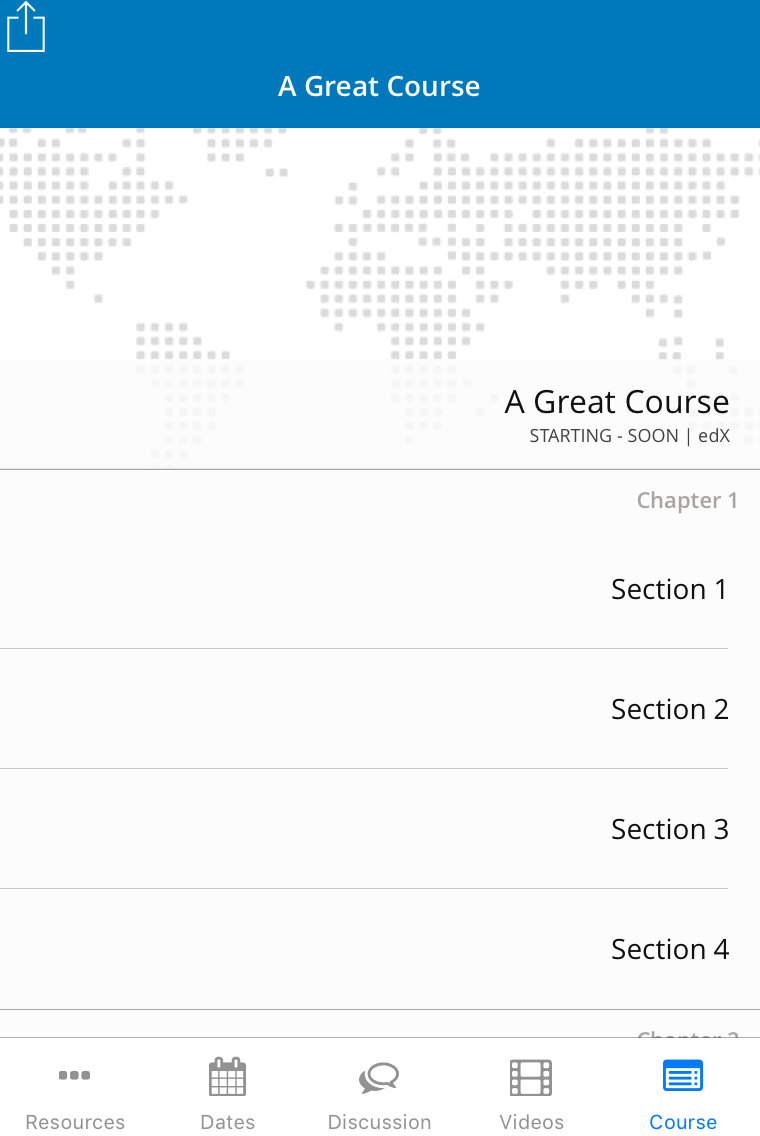 A Great Course
A Great Course
STARTING - SOON | edX
Chapter 1
Section 1
Section 2
Section 3
Section 4
Resources
Dates
Discussion
Videos
Course